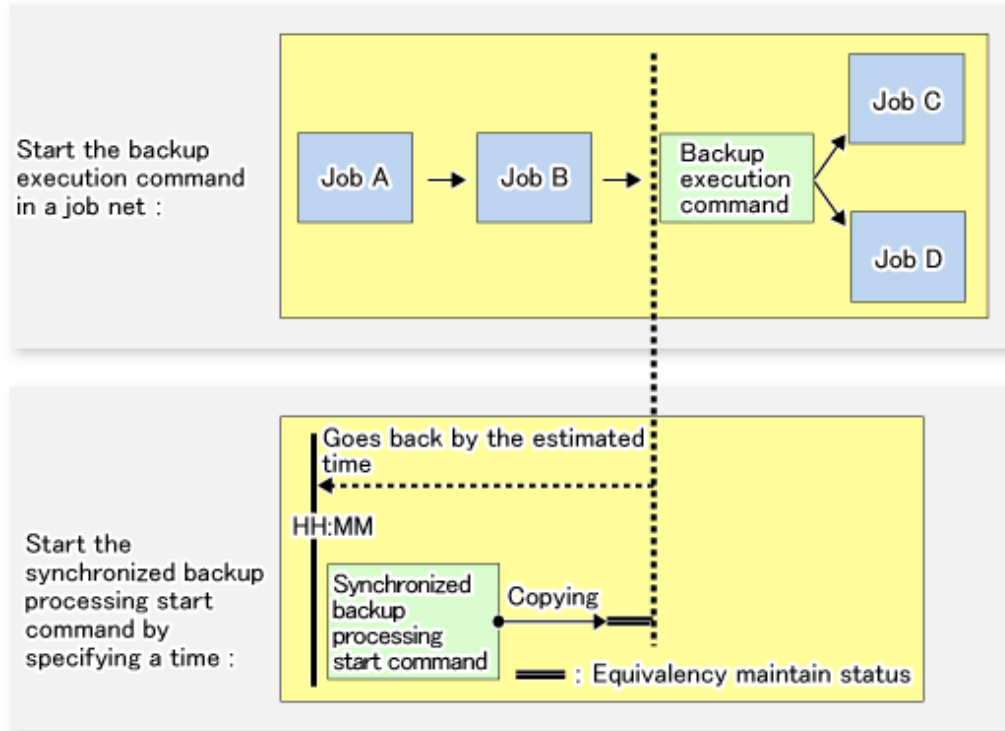 Start the backup
execution command
in a job net :
Job A
Job B
Backup
execution
command
Job C
Job D
Start the
synchronized backup
processing start
command by
specifying a time :
Goes back by the estimated
time
HH:MM
Synchronized
backup
processing
start command
Copying
: Equivalency maintain status